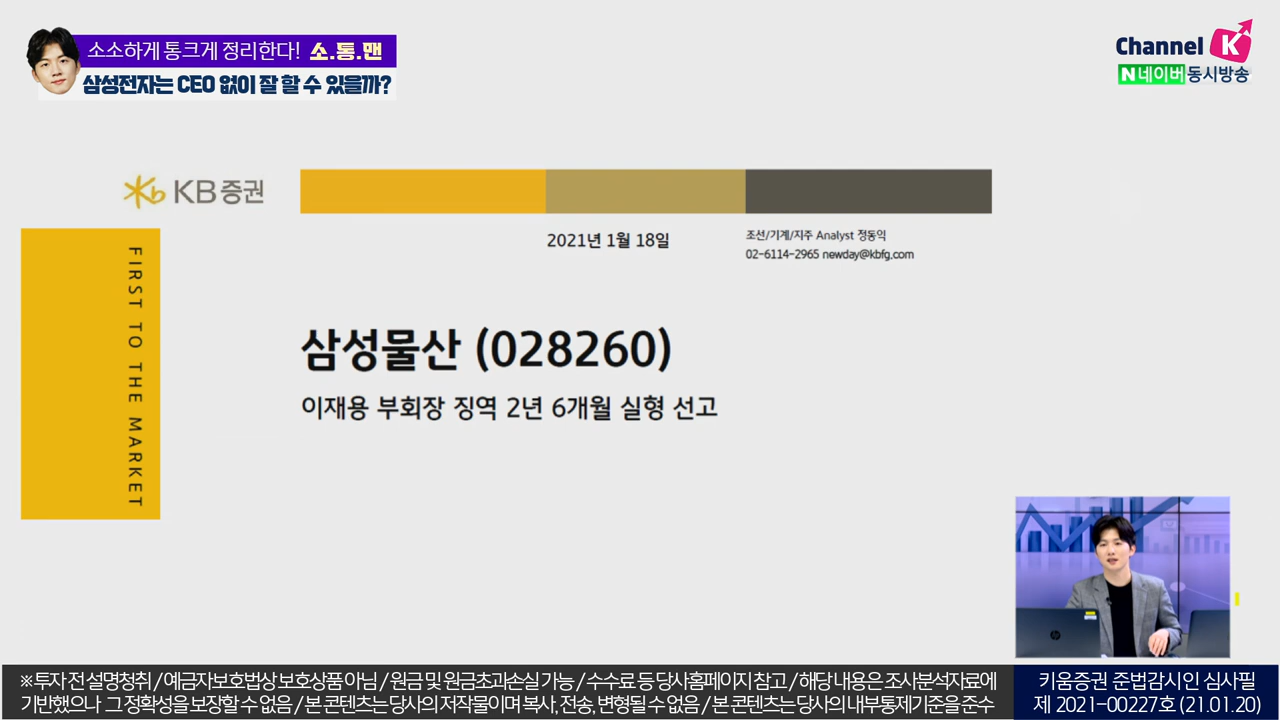 소소하게 통크게 정리한다! 소.통.맨
삼성전자는 CEO 없이 잘 할 수 있을까?
Channel K
N 네이버 동시방송
KB증권
2021년 1월 18일
조선/기계/지주 Analyst 정동익
02-6114-2965 newday@kbfg.com
FIRST TO THE MARKET
삼성물산 (028260)
이재용 부회장 징역 2년 6개월 실형 선고
※ 투자 전 설명청취 / 예금자보호법상 보호상품 아님 / 원금 및 원금초과손실 가능 / 수수료 등 당사홈페이지 참고 / 해당 내용은 조사분석자료에
기반했으나 그 정확성을 보장할 수 없음 / 본 콘텐츠는 당사의 저작물이며 복사, 전송, 변형될 수 없음 / 본 콘텐츠는 당사의 내부통제기준을 준수
키움증권 준법감시인 심사필
제 2021-00227호 (21.01.20)
hp